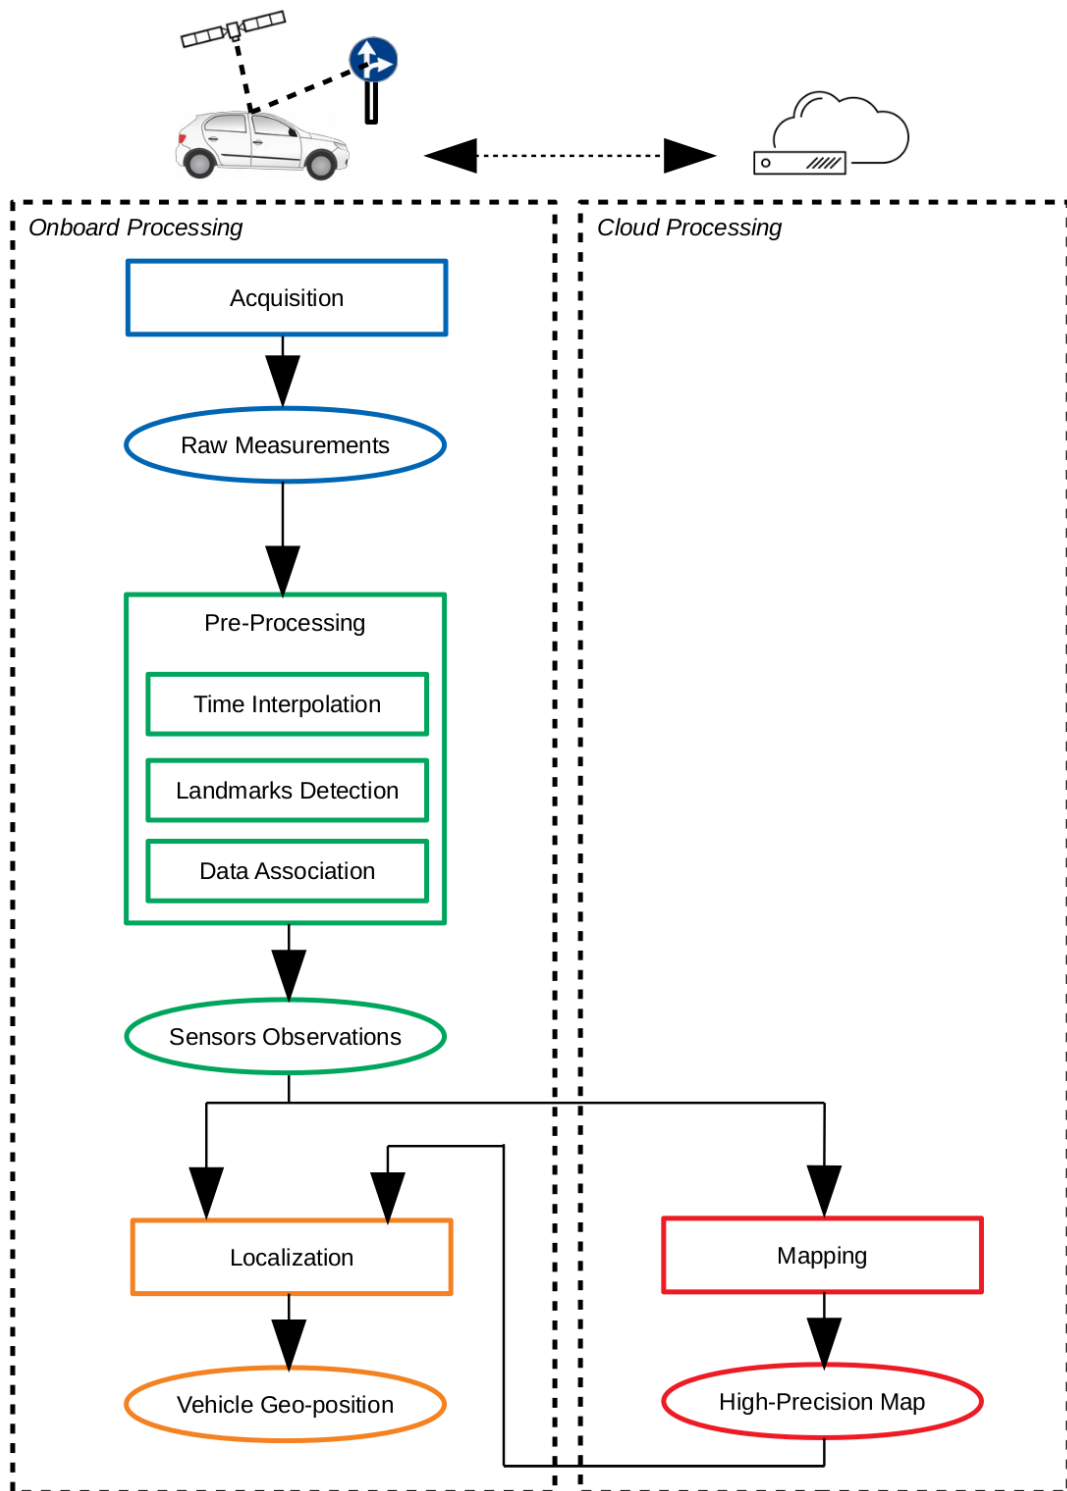 Onboard Processing
Cloud Processing
Acquisition
Raw Measurements
Pre-Processing
Time Interpolation
Landmarks Detection
Data Association
Sensors Observations
Localization
Mapping
Vehicle Geo-position
High-Precision Map